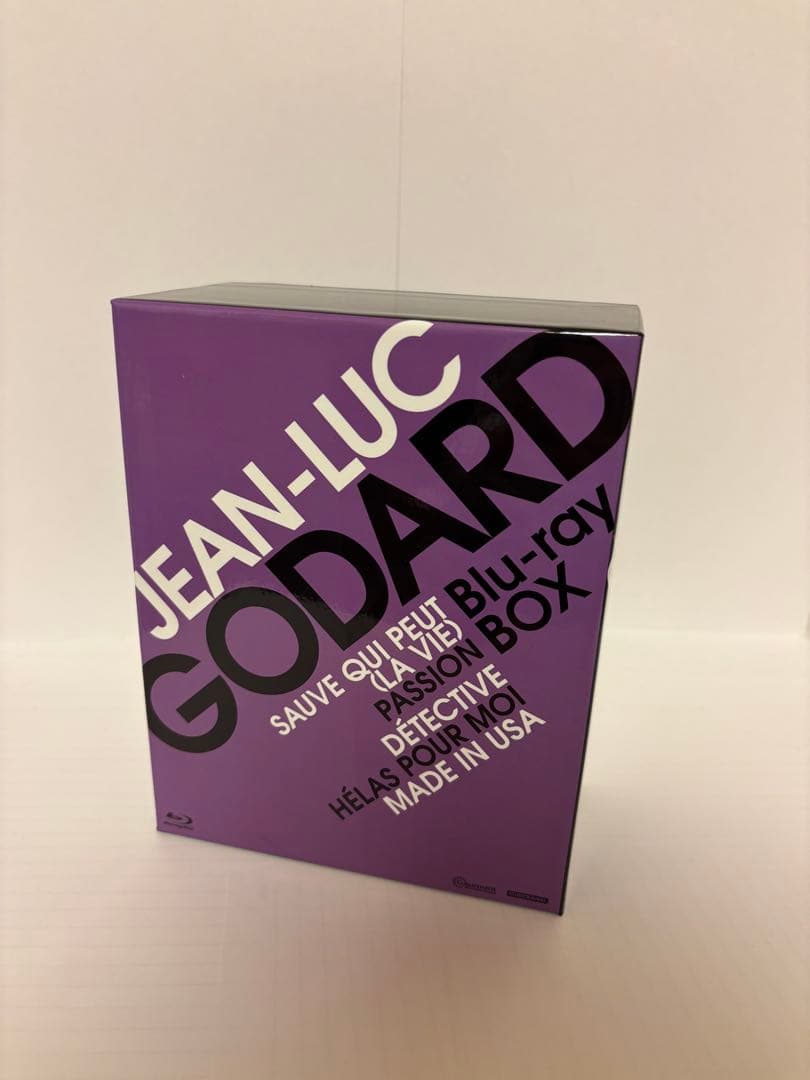 JEAN-LUC
GODARD
Blu-ray
BOX
SAUVE QUI PEUT
(LA VIE)
PASSION
DÉTECTIVE
HÉLAS POUR MOI
MADE IN USA